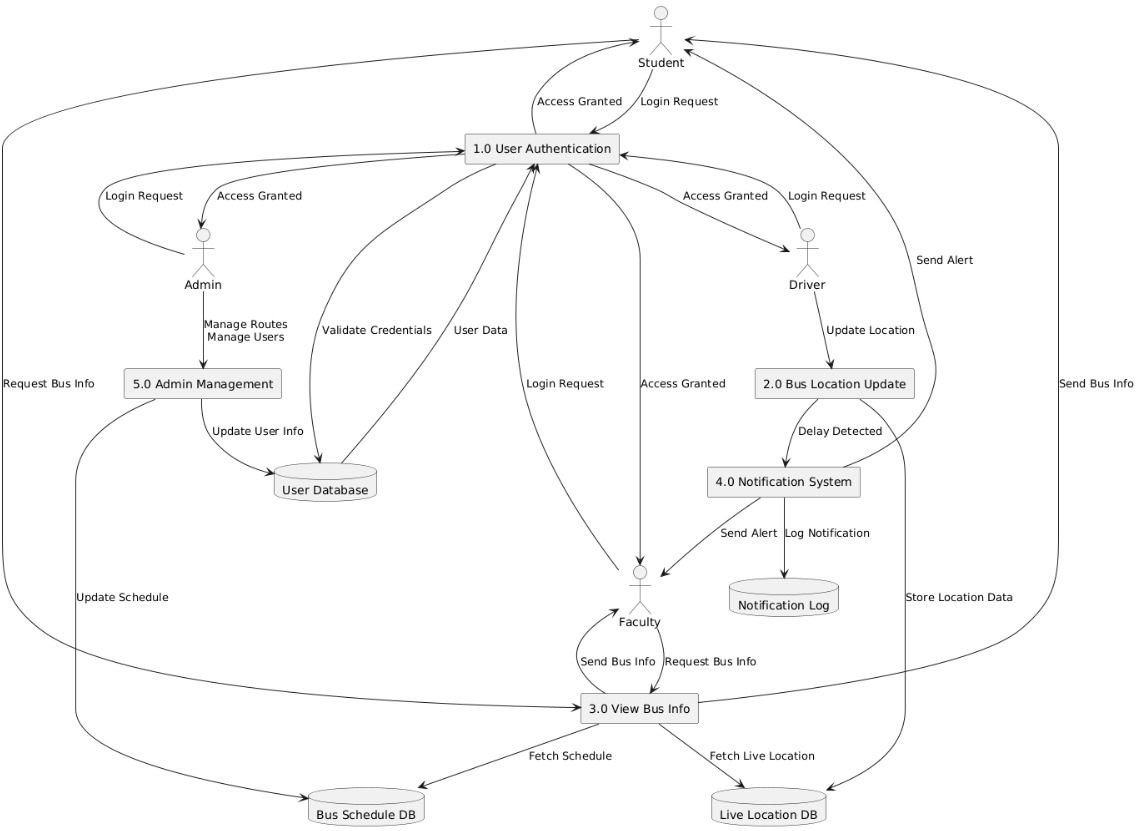 Student
Access Granted
Login Request
1.0 User Authentication
Login Request
Access Granted
Access Granted
Login Request
Send Alert
Admin
Driver
Manage Routes
Manage Users
Validate Credentials
User Data
Update Location
Request Bus Info
5.0 Admin Management
Login Request
Access Granted
2.0 Bus Location Update
Send Bus Info
Update User Info
Delay Detected
User Database
4.0 Notification System
Send Alert
Log Notification
Update Schedule
Notification Log
Store Location Data
Faculty
Send Bus Info
Request Bus Info
3.0 View Bus Info
Fetch Schedule
Fetch Live Location
Bus Schedule DB
Live Location DB